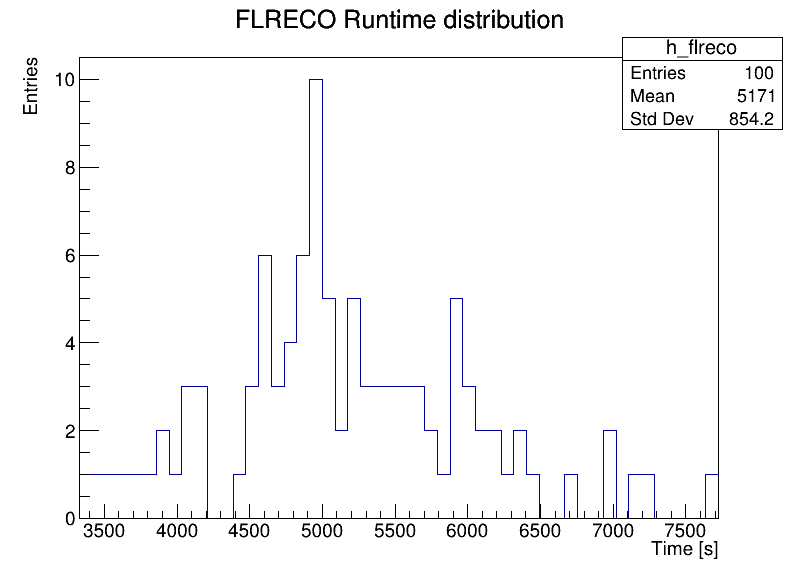 FLRECO Runtime distribution
h_flreco
Entries 100
Mean 5171
Std Dev 854.2
Entries
10
8
6
4
2
0
3500 4000 4500 5000 5500 6000 6500 7000 7500
Time [s]